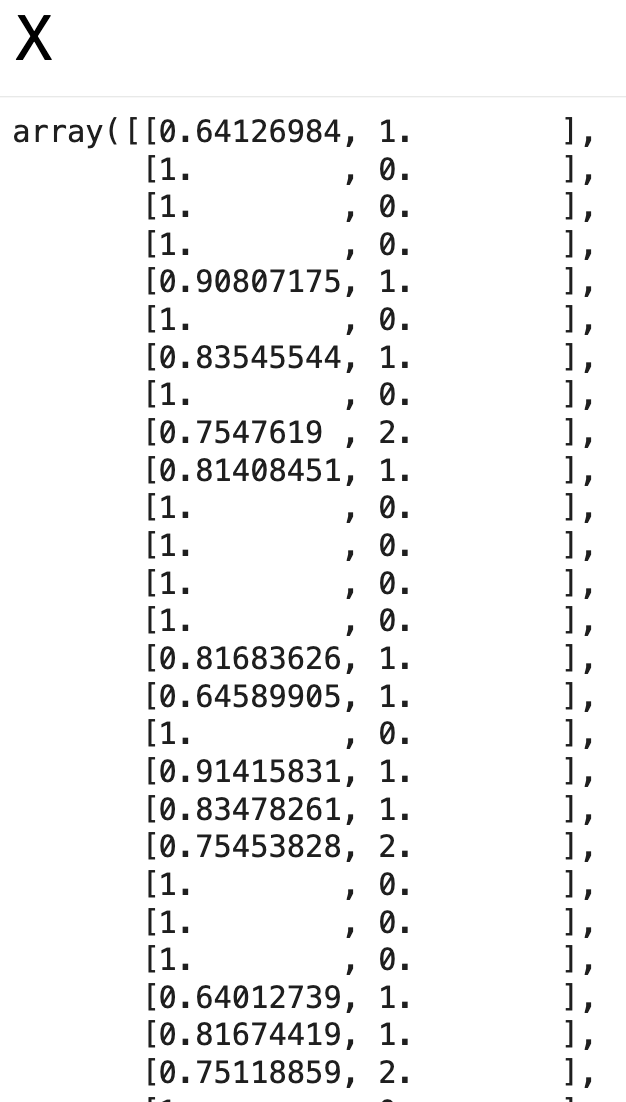 X
array([[0.64126984, 1.        ],
       [1.        , 0.        ],
       [1.        , 0.        ],
       [1.        , 0.        ],
       [0.90807175, 1.        ],
       [1.        , 0.        ],
       [0.83545544, 1.        ],
       [1.        , 0.        ],
       [0.7547619 , 2.        ],
       [0.81408451, 1.        ],
       [1.        , 0.        ],
       [1.        , 0.        ],
       [1.        , 0.        ],
       [1.        , 0.        ],
       [0.81683626, 1.        ],
       [0.64589905, 1.        ],
       [1.        , 0.        ],
       [0.91415831, 1.        ],
       [0.83478261, 1.        ],
       [0.75453828, 2.        ],
       [1.        , 0.        ],
       [1.        , 0.        ],
       [1.        , 0.        ],
       [0.64012739, 1.        ],
       [0.81674419, 1.        ],
       [0.75118859, 2.        ],